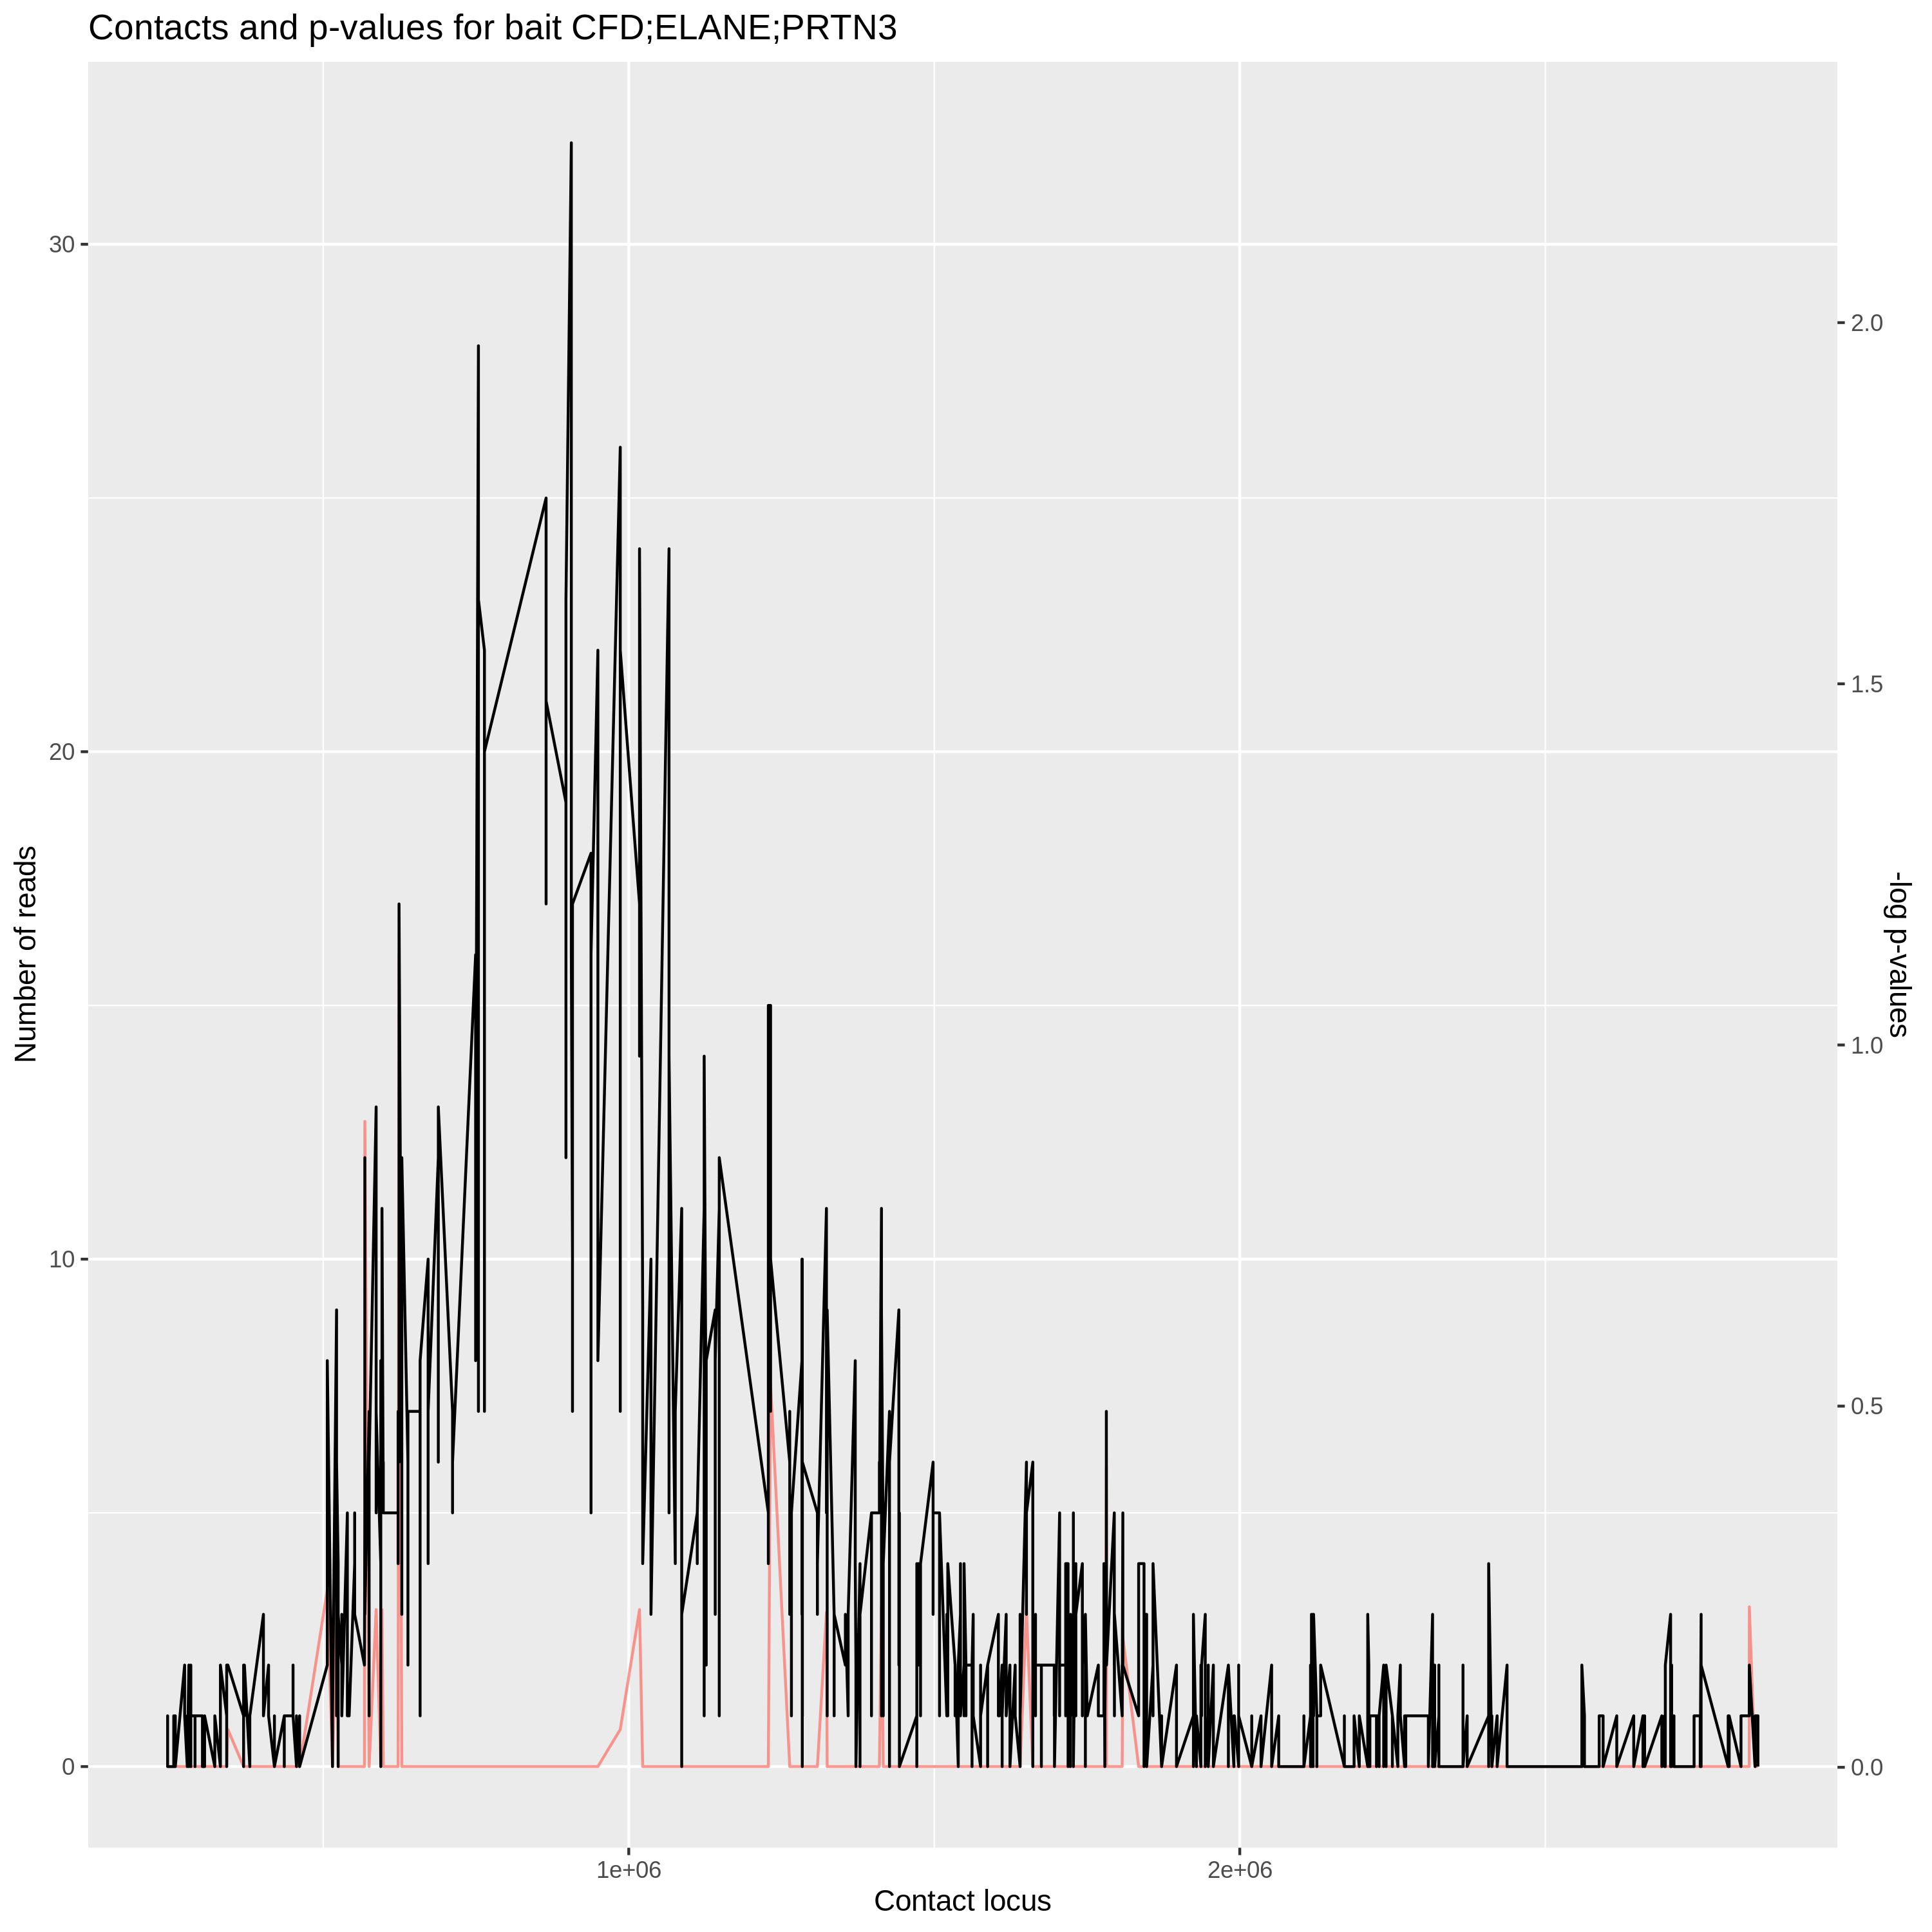 Contacts and p-values for bait CFD;ELANE;PRTN3
30
20
10
0
Number of reads
2.0
1.5
1.0
0.5
0.0
-log p-values
1e+06
2e+06
Contact locus